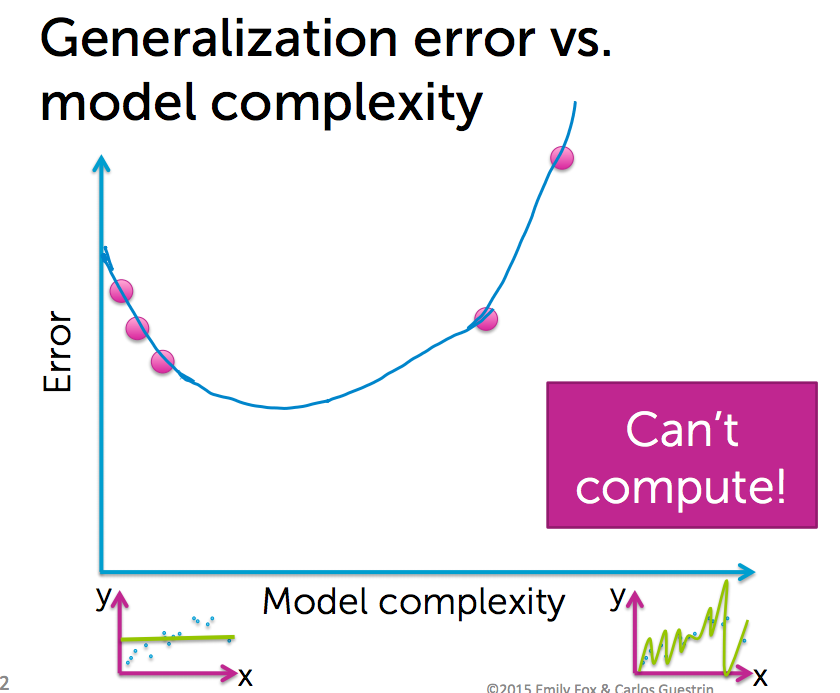 Generalization error vs.
model complexity
Error
Can't
compute!
Model complexity
y
x
y
x
2
©2015 Emily Fox & Carlos Guestrin